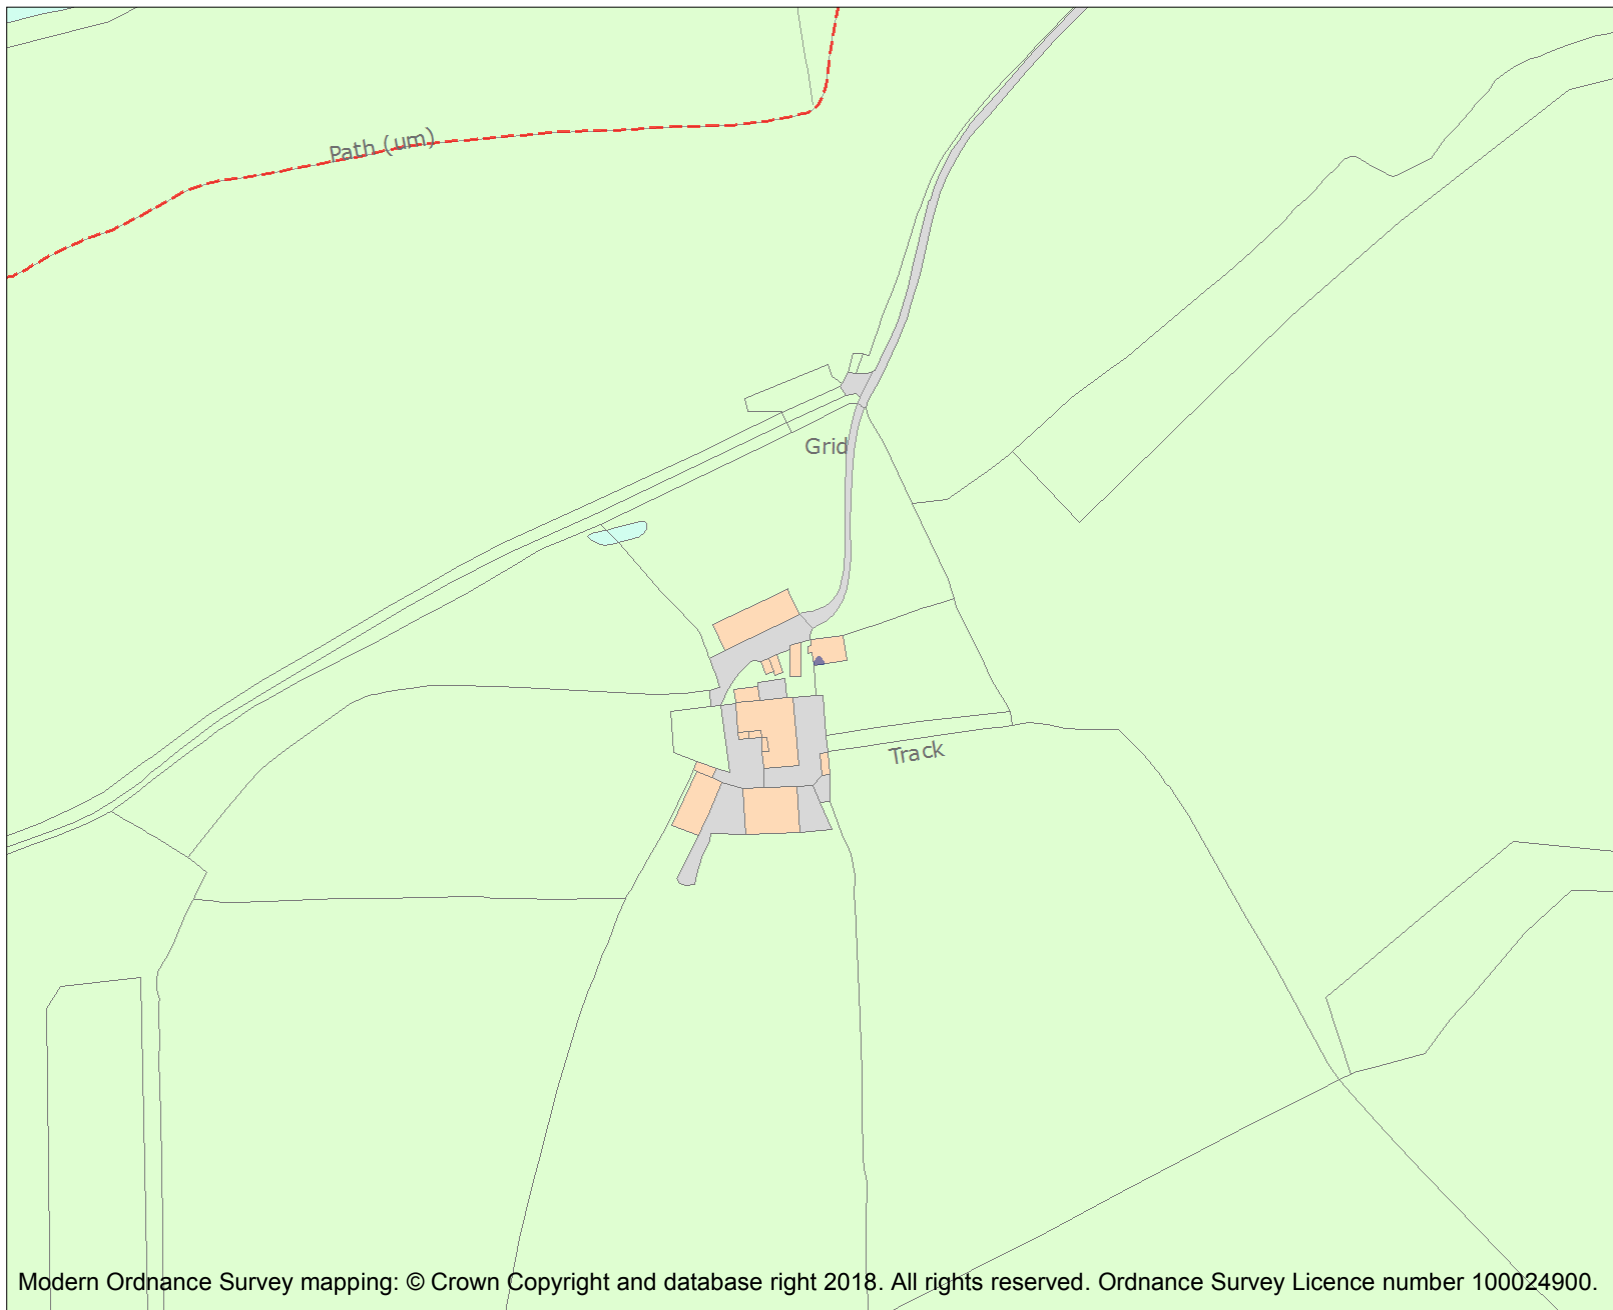 Path (um)
Grid
Track
Modern Ordnance Survey mapping: © Crown Copyright and database right 2018. All rights reserved. Ordnance Survey Licence number 100024900.